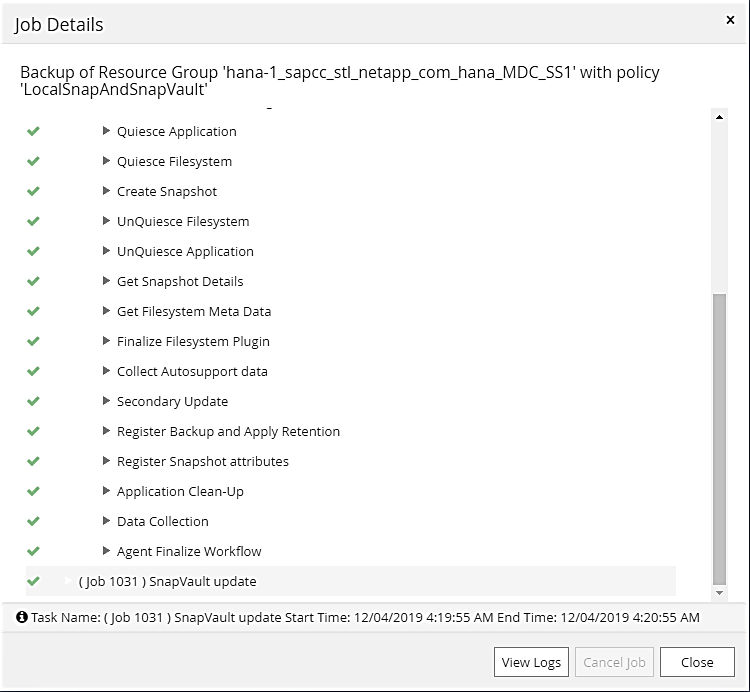 Job Details
×
Backup of Resource Group 'hana-1_sapcc_stl_netapp_com_hana_MDC_SS1' with policy
'LocalSnapAndSnapVault'
Quiesce Application
Quiesce Filesystem
Create Snapshot
UnQuiesce Filesystem
UnQuiesce Application
Get Snapshot Details
Get Filesystem Meta Data
Finalize Filesystem Plugin
Collect Autosupport data
Secondary Update
Register Backup and Apply Retention
Register Snapshot attributes
Application Clean-Up
Data Collection
Agent Finalize Workflow
( Job 1031 ) SnapVault update
Task Name: ( Job 1031 ) SnapVault update Start Time: 12/04/2019 4:19:55 AM End Time: 12/04/2019 4:20:55 AM
View Logs Cancel Job Close